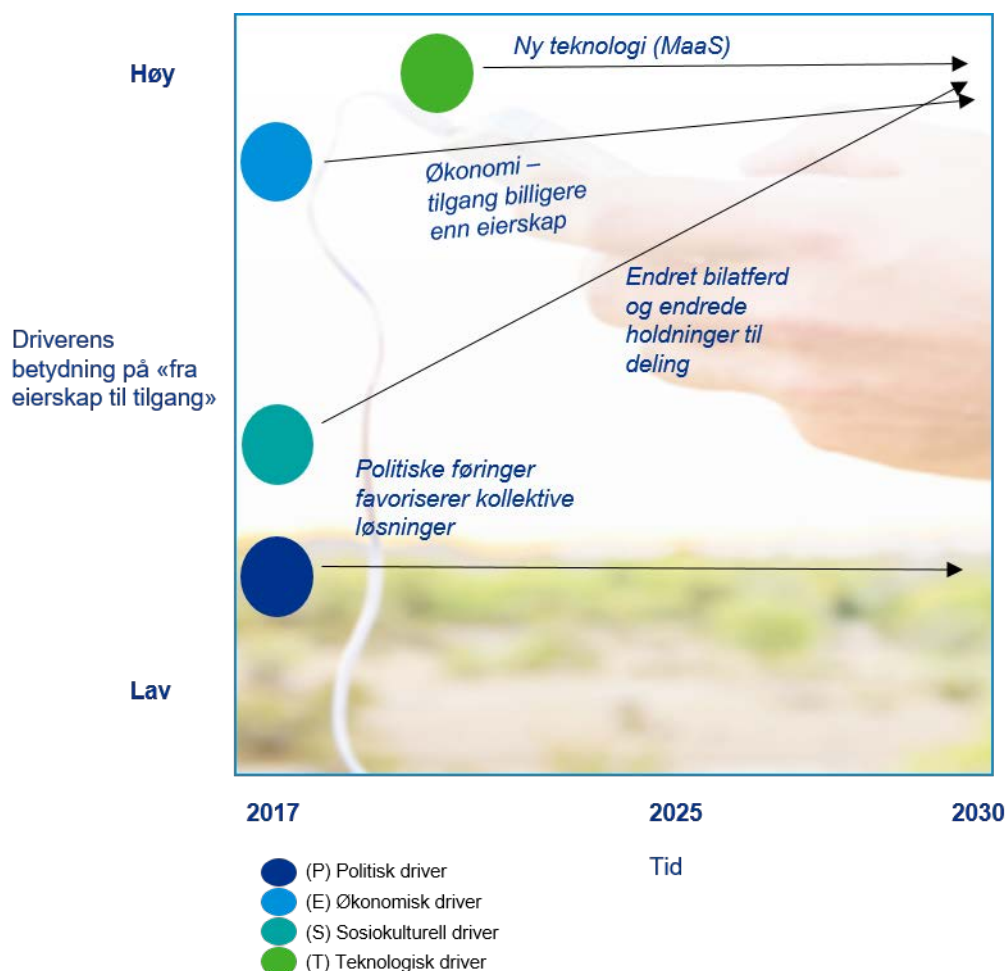 Høy
Ny teknologi (MaaS)
Økonomi –
tilgang billigere
enn eierskap
Endret bilatferd
og endrede
holdninger til
deling
Driverens
betydning på «fra
eierskap til tilgang»
Politiske føringer
favoriserer kollektive
løsninger
Lav
2017
2025
2030
Tid
(P) Politisk driver
(E) Økonomisk driver
(S) Sosiokulturell driver
(T) Teknologisk driver